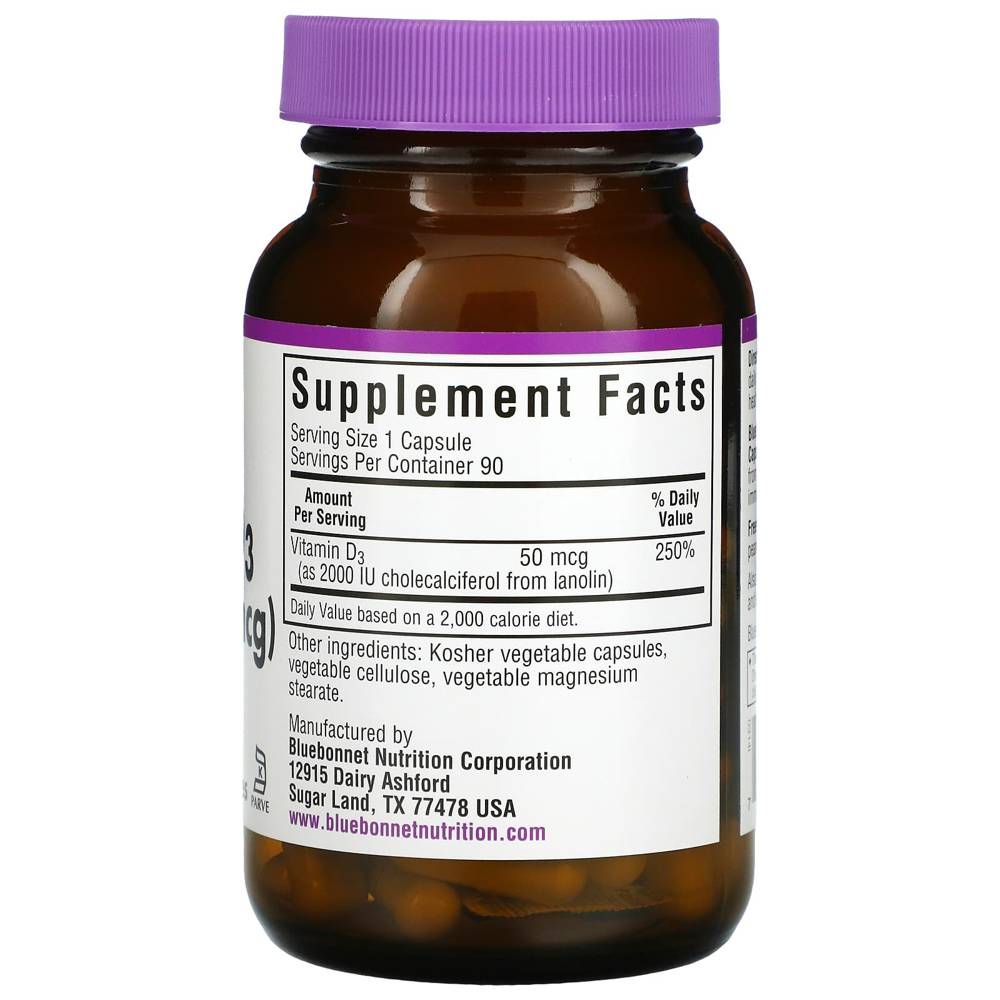 Supplement Facts
Serving Size 1 Capsule
Servings Per Container 90
Amount
Per Serving
% Daily
Value
Vitamin D3 50 mcg 250%
(as 2000 IU cholecalciferol from lanolin)
Daily Value based on a 2,000 calorie diet.
Other ingredients: Kosher vegetable capsules,
vegetable cellulose, vegetable magnesium
stearate.
Manufactured by
Bluebonnet Nutrition Corporation
12915 Dairy Ashford
Sugar Land, TX 77478 USA
www.bluebonnetnutrition.com
3
K
PARVE